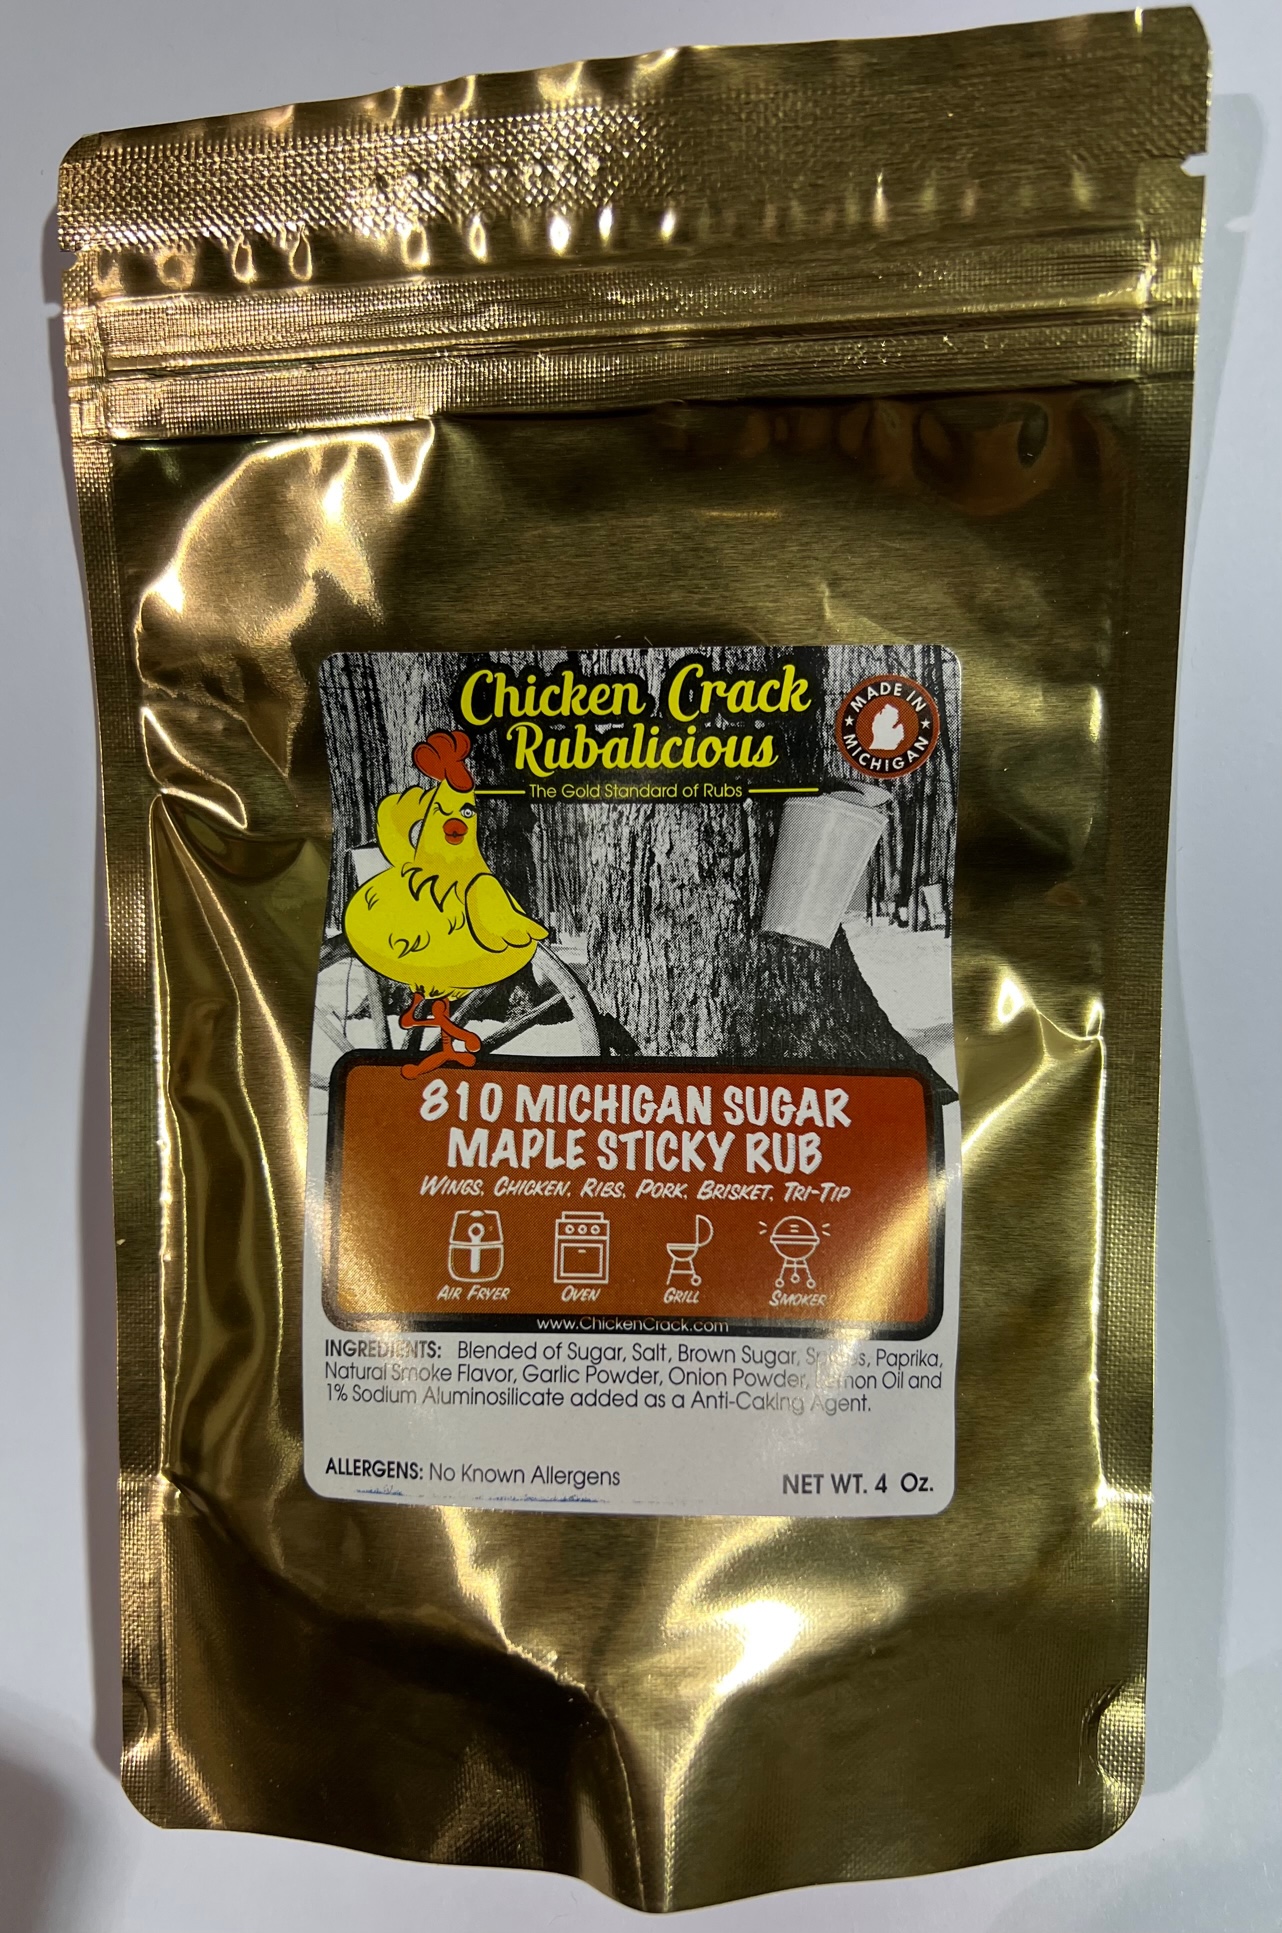 Chicken Crack
Rubalicious
The Gold Standard of Rubs
MADE IN
MICHIGAN
810 MICHIGAN SUGAR
MAPLE STICKY RUB
WINGS, CHICKEN, RIBS, PORK, BRISKET, TRI-TIP
AIR FRYER OVEN GRILL SMOKER
www.ChickenCrack.com
INGREDIENTS: Blended of Sugar, Salt, Brown Sugar, Spices, Paprika,
Natural Smoke Flavor, Garlic Powder, Onion Powder, Lemon Oil and
1% Sodium Aluminosilicate added as a Anti-Caking Agent.
ALLERGENS: No Known Allergens
NET WT. 4 Oz.